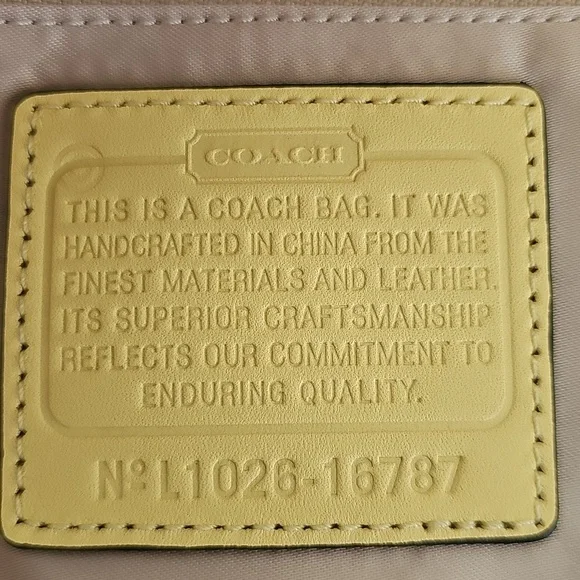 COACH
THIS IS A COACH BAG. IT WAS
HANDCRAFTED IN CHINA FROM THE
FINEST MATERIALS AND LEATHER.
ITS SUPERIOR CRAFTSMANSHIP
REFLECTS OUR COMMITMENT TO
ENDURING QUALITY.
Nº L1026-16787